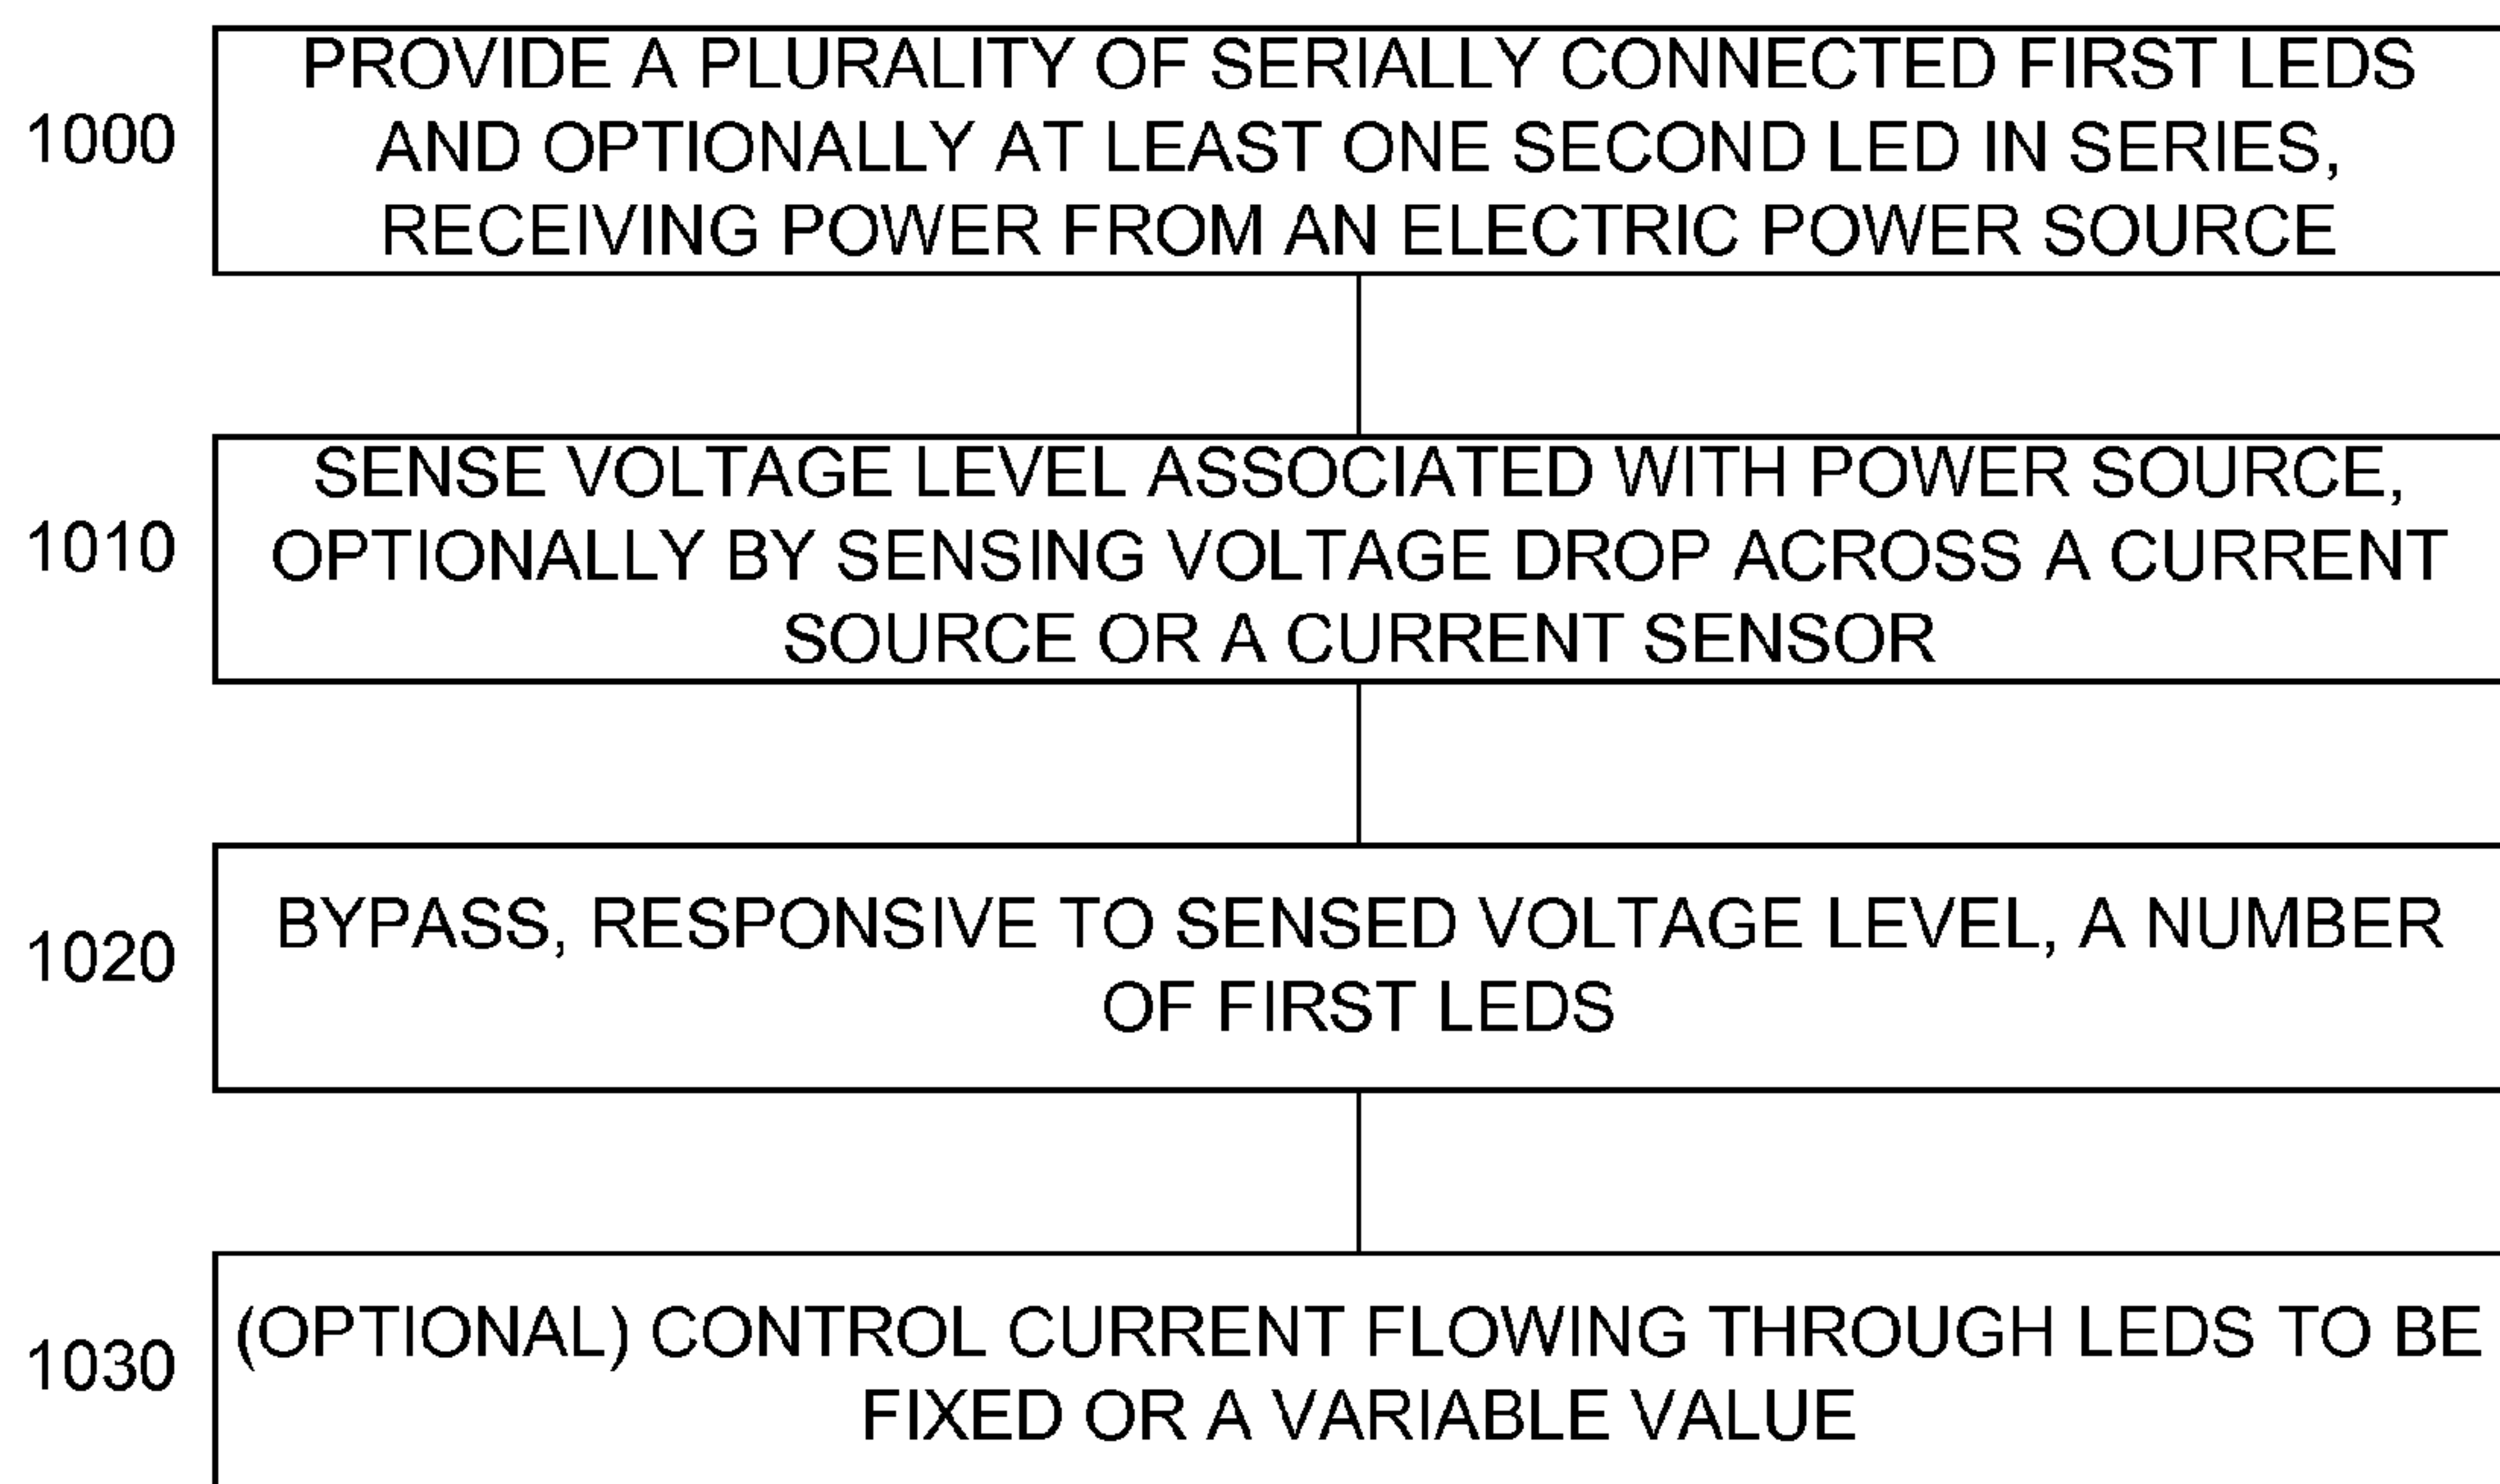 PROVIDE A PLURALITY OF SERIALLY CONNECTED FIRST LEDS
1000
AND OPTIONALLY AT LEAST ONE SECOND LED IN SERIES,
RECEIVING POWER FROM AN ELECTRIC POWER SOURCE
SENSE VOLTAGE LEVEL ASSOCIATED WITH POWER SOURCE,
1010
OPTIONALLY BY SENSING VOLTAGE DROP ACROSS A CURRENT
SOURCE OR A CURRENT SENSOR
BYPASS, RESPONSIVE TO SENSED VOLTAGE LEVEL, A NUMBER
1020
OF FIRST LEDS
(OPTIONAL) CONTROL CURRENT FLOWING THROUGH LEDS TO BE
1030
FIXED OR A VARIABLE VALUE